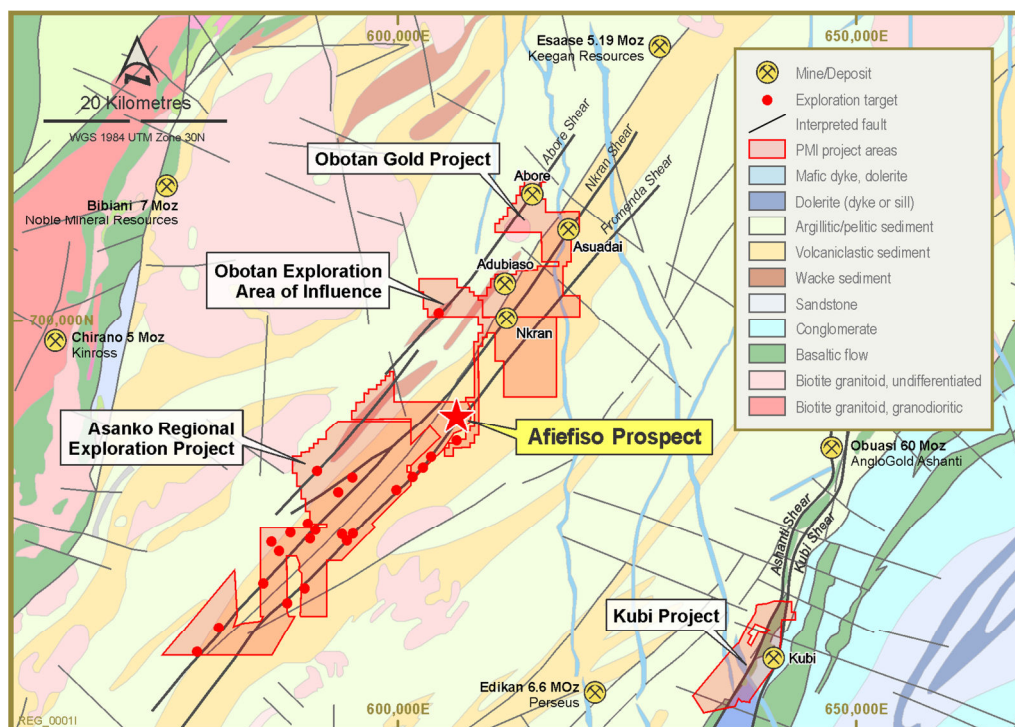 600,000E
650,000E
Esaase 5.19 Moz
Keegan Resources
20 Kilometres
WGS 1984 UTM Zone 30N
Mine/Deposit
Exploration target
Interpreted fault
PMI project areas
Mafic dyke, dolerite
Dolerite (dyke or sill)
Argillitic/pelitic sediment
Volcaniclastic sediment
Wacke sediment
Sandstone
Conglomerate
Basaltic flow
Biotite granitoid, undifferentiated
Biotite granitoid, granodioritic
Obotan Gold Project
Abore Shear
Nkran Shear
Fromenda Shear
Abore
Bibiani 7 Moz
Noble Mineral Resources
Asuadai
Obotan Exploration
Area of Influence
Adubiaso
700,000N
Nkran
Chirano 5 Moz
Kinross
Asanko Regional
Exploration Project
Afiefiso Prospect
Obuasi 60 Moz
AngloGold Ashanti
Ashanti Shear
Kubi Shear
Kubi Project
Kubi
Edikan 6.6 MOz
Perseus
REG_0001I
600,000E
650,000E